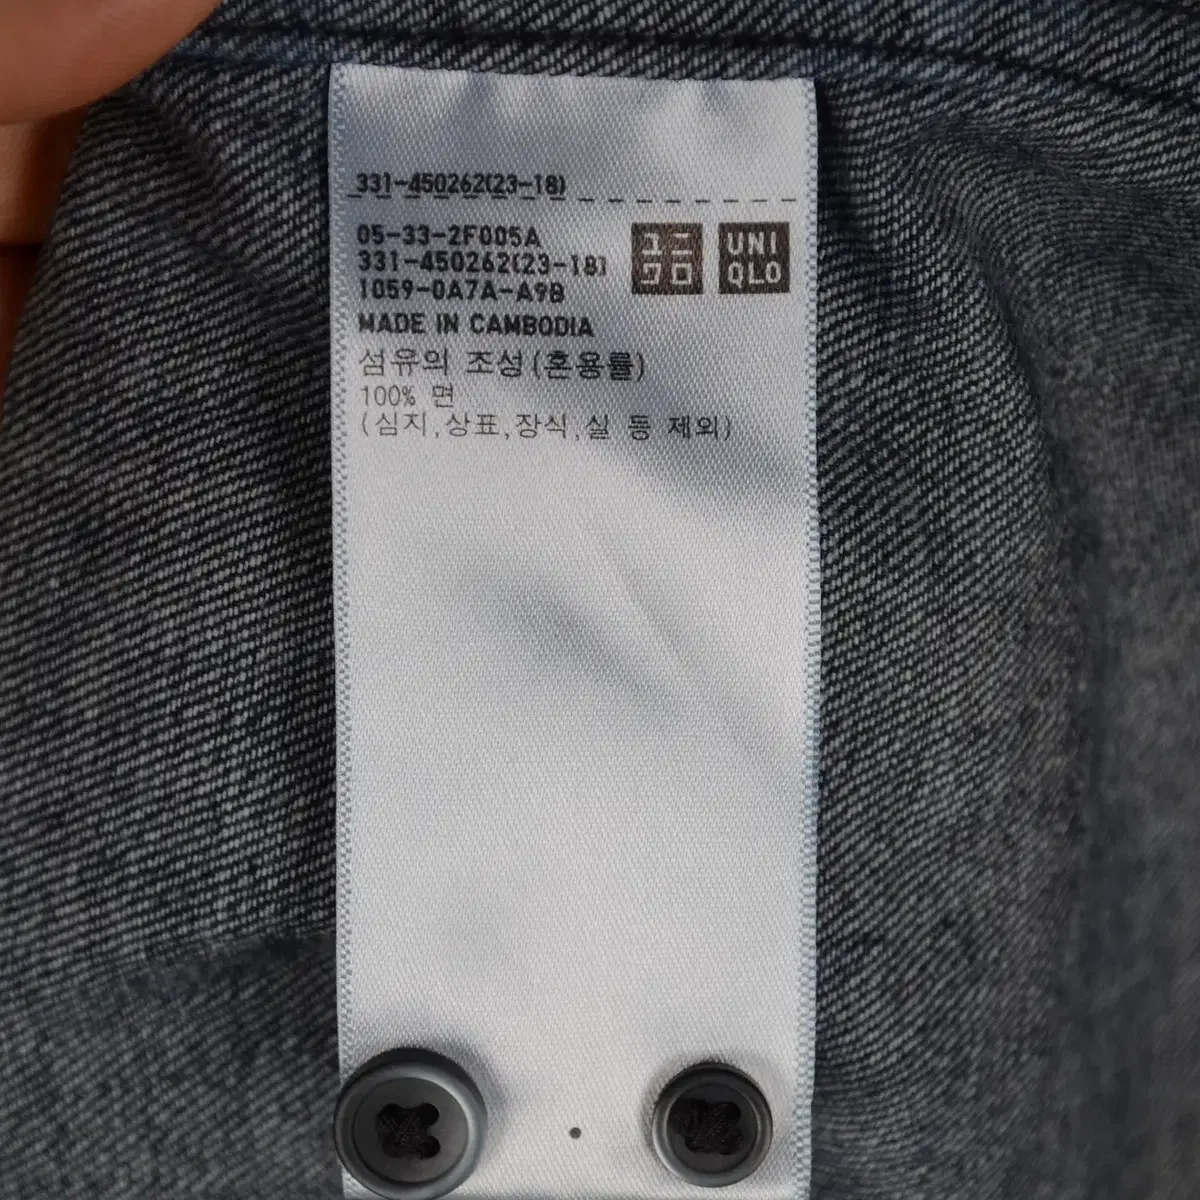 331-450262(23-18)
05-33-2F005A
331-450262(23-18)
1059-0A7A-A9B
MADE IN CAMBODIA
섬유의 조성(혼용률)
100% 면
(심지,상표,장식,실 등 제외)
ユニ
クロ
UNI
QLO